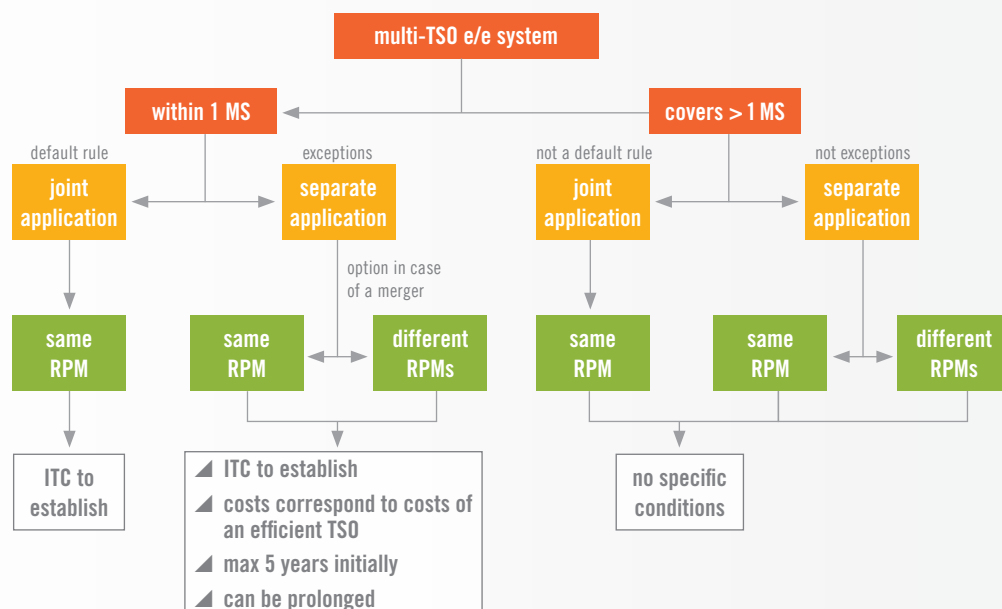 multi-TSO e/e system
within 1 MS
covers > 1 MS
default rule
exceptions
not a default rule
not exceptions
joint
application
separate
application
joint
application
separate
application
option in case
of a merger
same
RPM
same
RPM
different
RPMs
same
RPM
same
RPM
different
RPMs
ITC to
establish
ITC to establish
costs correspond to costs of
an efficient TSO
max 5 years initially
can be prolonged
no specific
conditions